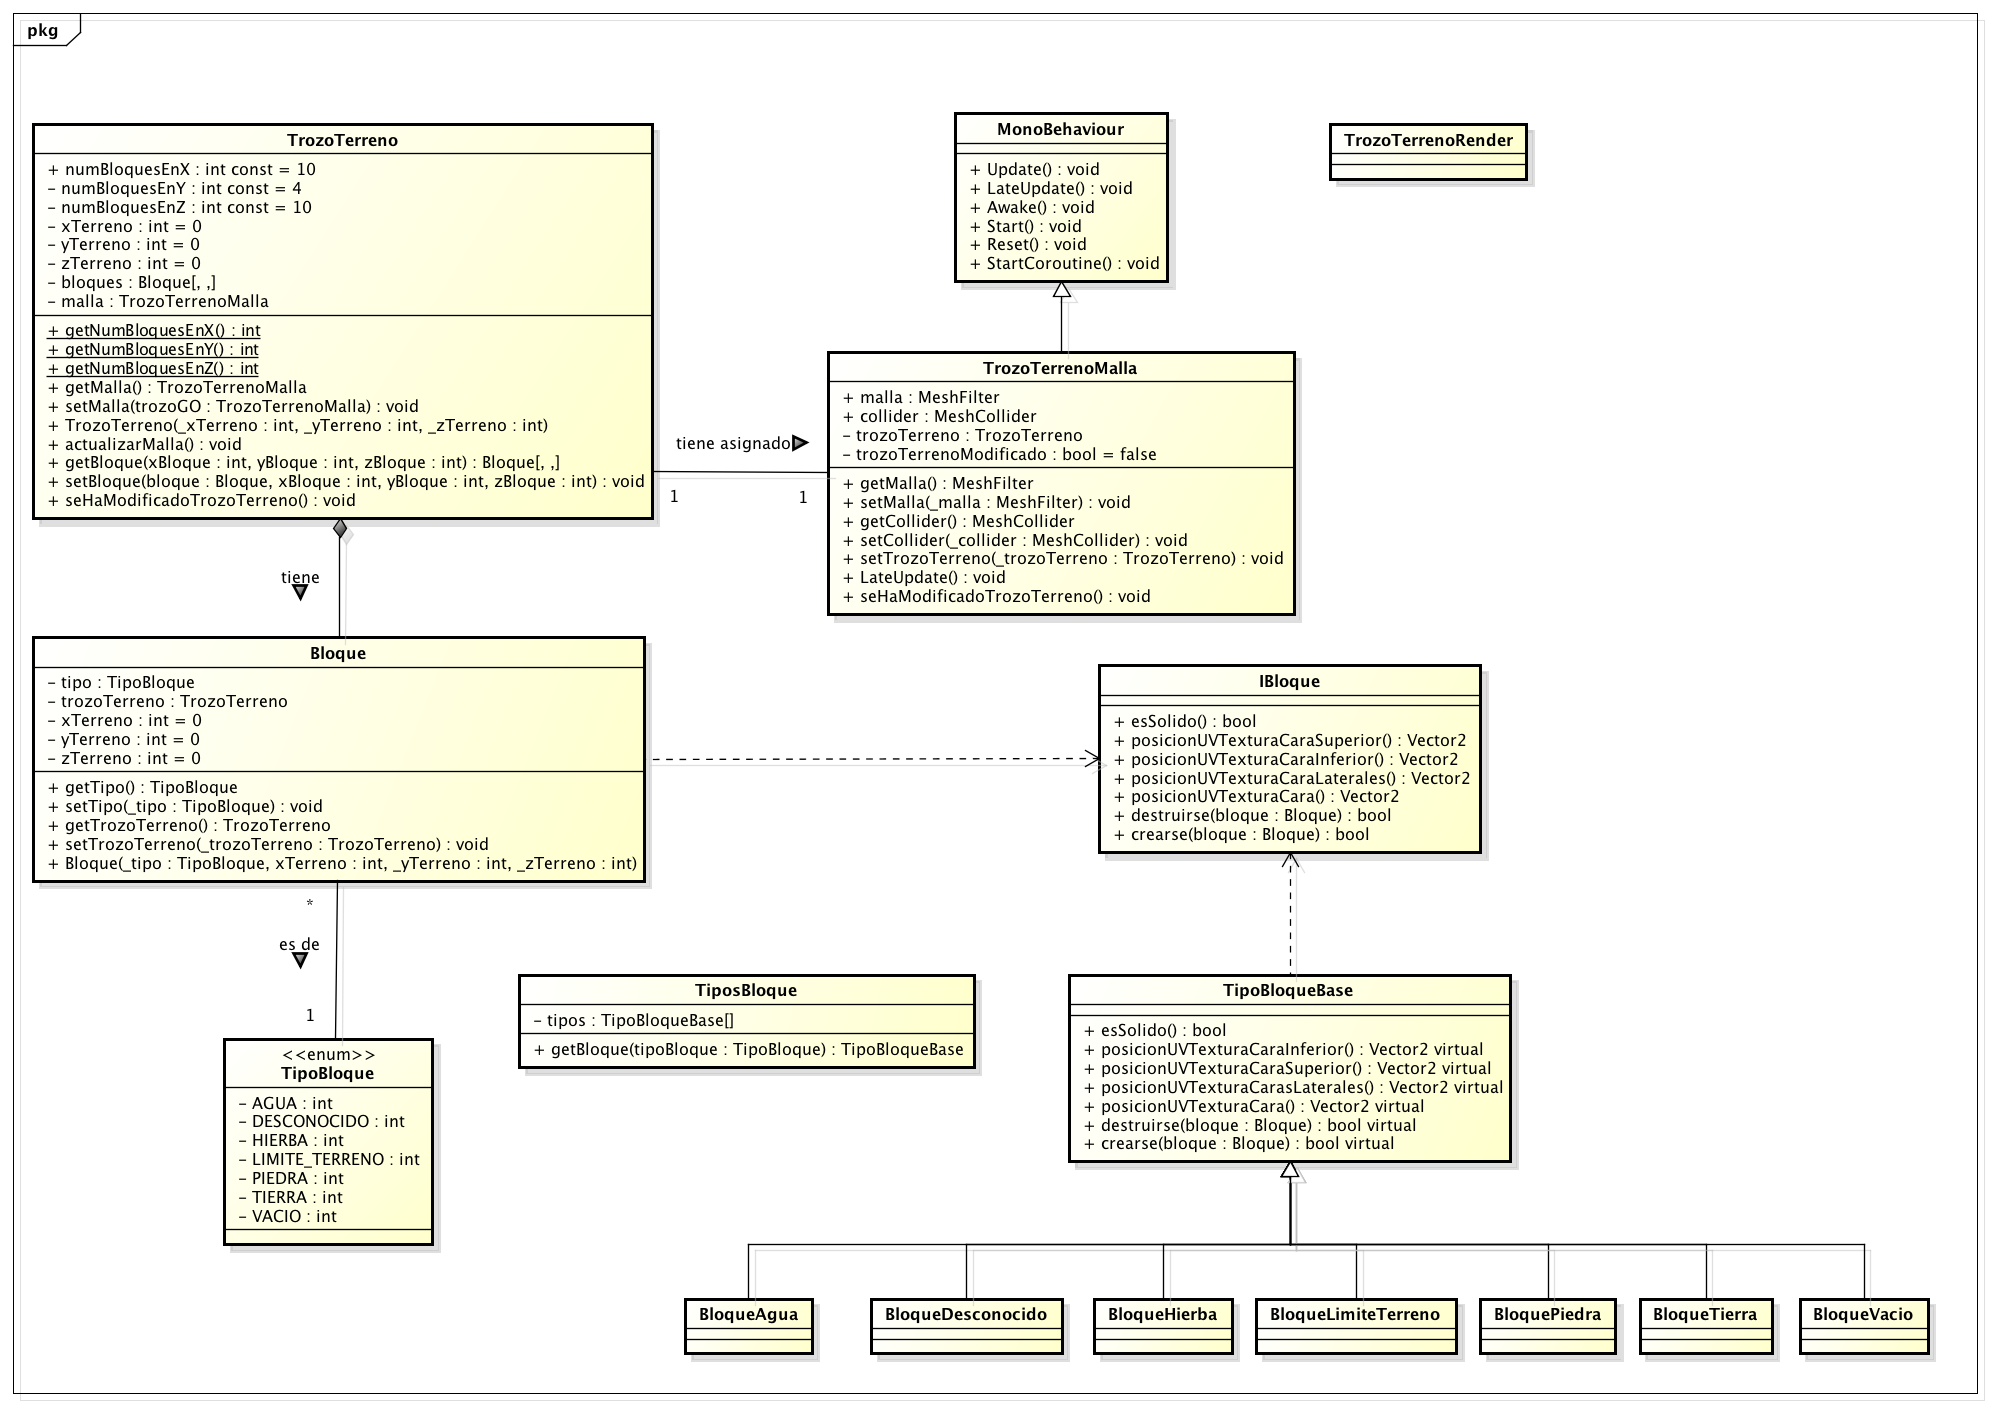 pkg
TrozoTerreno
+ numBloquesEnX : int const = 10
– numBloquesEnY : int const = 4
– numBloquesEnZ : int const = 10
– xTerreno : int = 0
– yTerreno : int = 0
– zTerreno : int = 0
– bloques : Bloque[, ,]
– malla : TrozoTerrenoMalla
+ getNumBloquesEnX() : int
+ getNumBloquesEnY() : int
+ getNumBloquesEnZ() : int
+ getMalla() : TrozoTerrenoMalla
+ setMalla(trozoGO : TrozoTerrenoMalla) : void
+ TrozoTerreno(_xTerreno : int, _yTerreno : int, _zTerreno : int)
+ actualizarMalla() : void
+ getBloque(xBloque : int, yBloque : int, zBloque : int) : Bloque[, ,]
+ setBloque(bloque : Bloque, xBloque : int, yBloque : int, zBloque : int) : void
+ seHaModificadoTrozoTerreno() : void
MonoBehaviour
+ Update() : void
+ LateUpdate() : void
+ Awake() : void
+ Start() : void
+ Reset() : void
+ StartCoroutine() : void
TrozoTerrenoRender
tiene asignado
1
1
TrozoTerrenoMalla
+ malla : MeshFilter
+ collider : MeshCollider
– trozoTerreno : TrozoTerreno
– trozoTerrenoModificado : bool = false
+ getMalla() : MeshFilter
+ setMalla(_malla : MeshFilter) : void
+ getCollider() : MeshCollider
+ setCollider(_collider : MeshCollider) : void
+ setTrozoTerreno(_trozoTerreno : TrozoTerreno) : void
+ LateUpdate() : void
+ seHaModificadoTrozoTerreno() : void
tiene
Bloque
– tipo : TipoBloque
– trozoTerreno : TrozoTerreno
– xTerreno : int = 0
– yTerreno : int = 0
– zTerreno : int = 0
+ getTipo() : TipoBloque
+ setTipo(_tipo : TipoBloque) : void
+ getTrozoTerreno() : TrozoTerreno
+ setTrozoTerreno(_trozoTerreno : TrozoTerreno) : void
+ Bloque(_tipo : TipoBloque, xTerreno : int, _yTerreno : int, _zTerreno : int)
IBloque
+ esSolido() : bool
+ posicionUVTexturaCaraSuperior() : Vector2
+ posicionUVTexturaCaraInferior() : Vector2
+ posicionUVTexturaCaraLaterales() : Vector2
+ posicionUVTexturaCara() : Vector2
+ destruirse(bloque : Bloque) : bool
+ crearse(bloque : Bloque) : bool
*
es de
1
<<enum>>
TipoBloque
– AGUA : int
– DESCONOCIDO : int
– HIERBA : int
– LIMITE_TERRENO : int
– PIEDRA : int
– TIERRA : int
– VACIO : int
TiposBloque
– tipos : TipoBloqueBase[]
+ getBloque(tipoBloque : TipoBloque) : TipoBloqueBase
TipoBloqueBase
+ esSolido() : bool
+ posicionUVTexturaCaraInferior() : Vector2 virtual
+ posicionUVTexturaCaraSuperior() : Vector2 virtual
+ posicionUVTexturaCarasLaterales() : Vector2 virtual
+ posicionUVTexturaCara() : Vector2 virtual
+ destruirse(bloque : Bloque) : bool virtual
+ crearse(bloque : Bloque) : bool virtual
BloqueAgua
BloqueDesconocido
BloqueHierba
BloqueLimiteTerreno
BloquePiedra
BloqueTierra
BloqueVacio